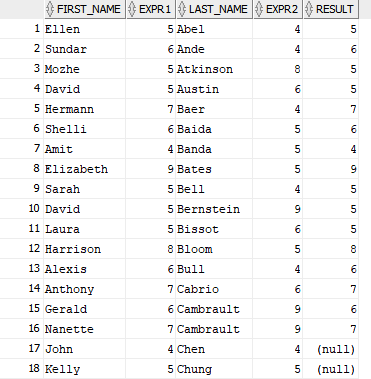 FIRST_NAME EXPR1 LAST_NAME EXPR2 RESULT
1 Ellen 5 Abel 4 5
2 Sundar 6 Ande 4 6
3 Mozhe 5 Atkinson 8 5
4 David 5 Austin 6 5
5 Hermann 7 Baer 4 7
6 Shelli 6 Baida 5 6
7 Amit 4 Banda 5 4
8 Elizabeth 9 Bates 5 9
9 Sarah 5 Bell 4 5
10 David 5 Bernstein 9 5
11 Laura 5 Bissot 6 5
12 Harrison 8 Bloom 5 8
13 Alexis 6 Bull 4 6
14 Anthony 7 Cabrio 6 7
15 Gerald 6 Cambrault 9 6
16 Nanette 7 Cambrault 9 7
17 John 4 Chen 4 (null)
18 Kelly 5 Chung 5 (null)